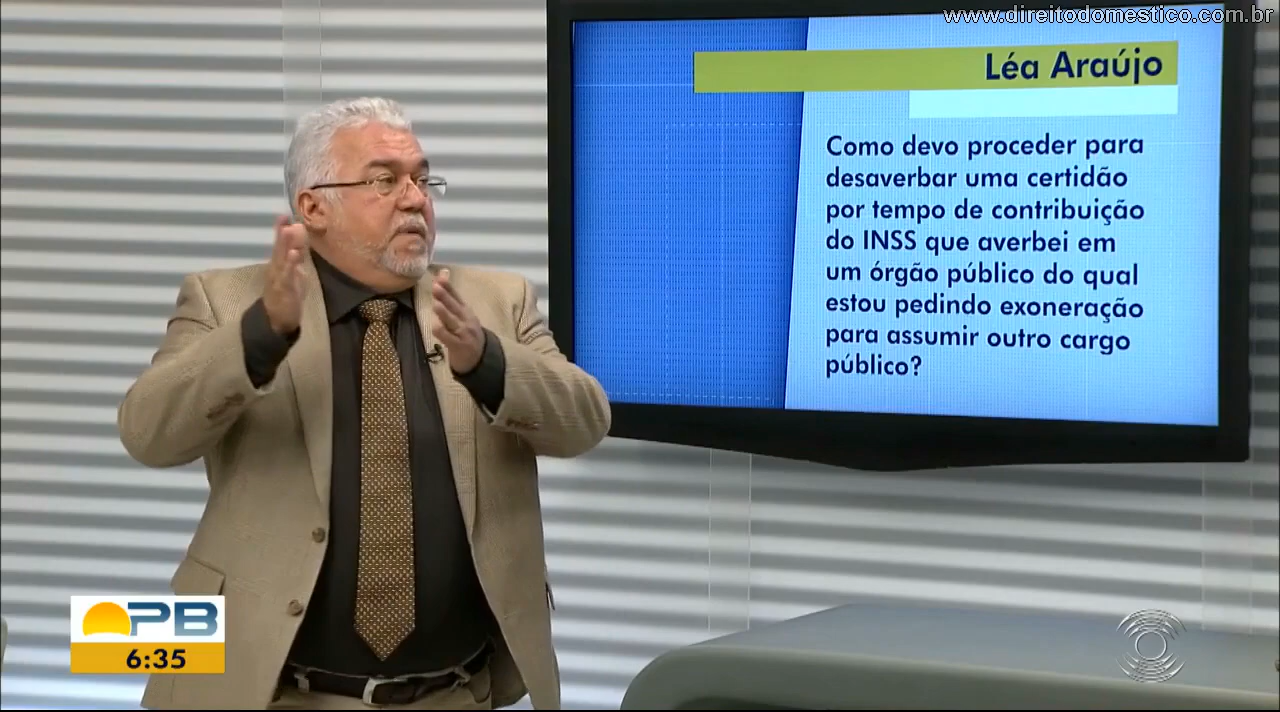 www.direitodomestico.com.br
Léa Araújo
Como devo proceder para
desaverbar uma certidão
por tempo de contribuição
do INSS que averbei em
um órgão público do qual
estou pedindo exoneração
para assumir outro cargo
público?
PB
6:35